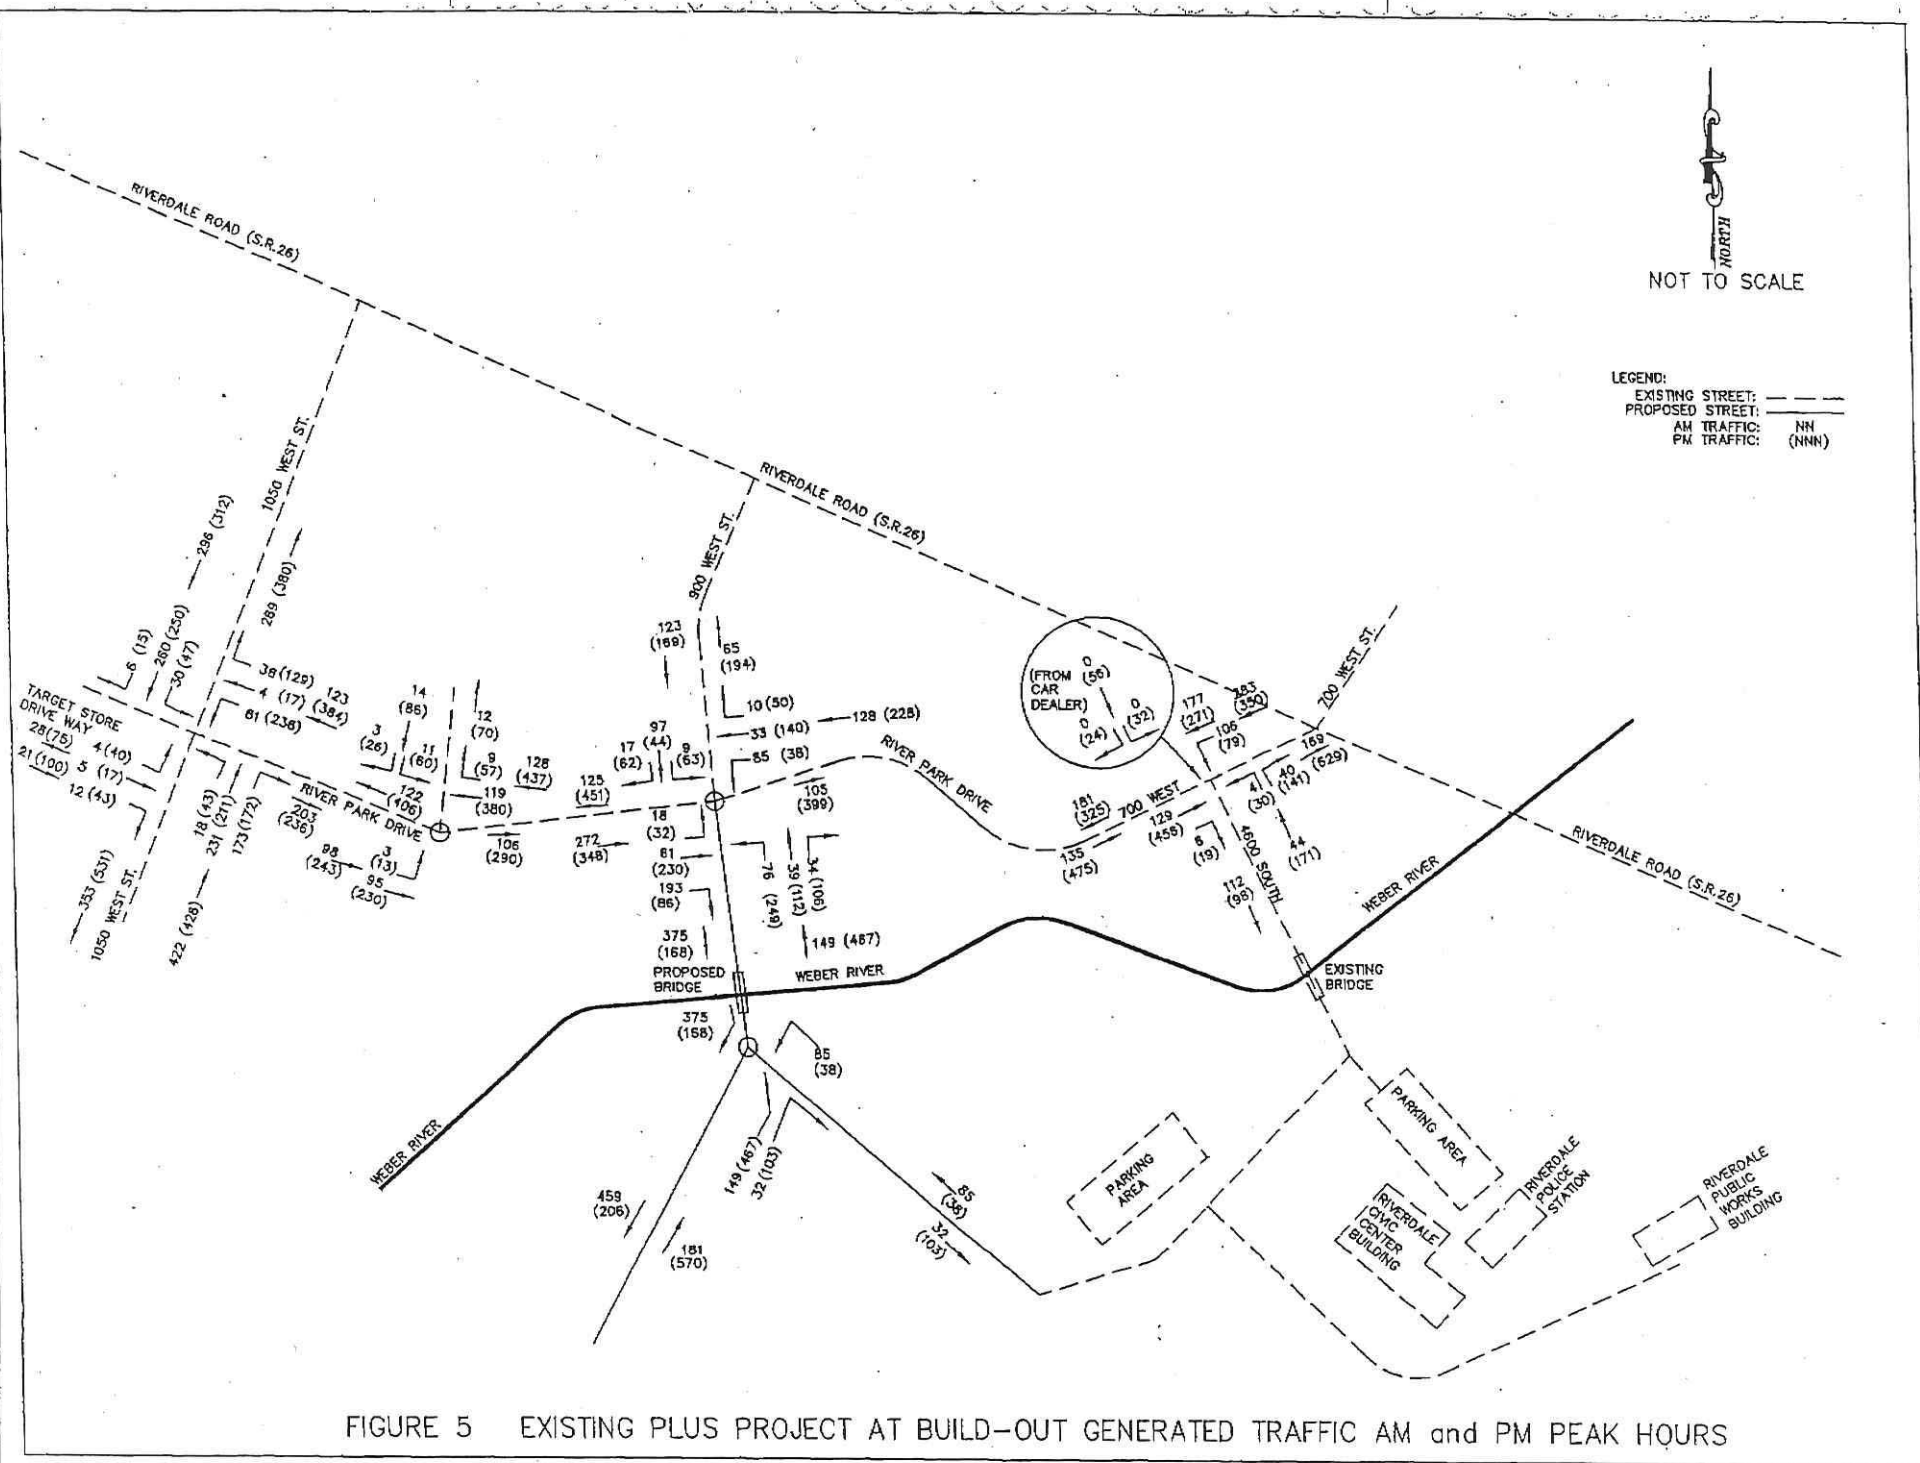 NORTH
NOT TO SCALE
LEGEND:
EXISTING STREET:
PROPOSED STREET:
AM TRAFFIC: NN
PM TRAFFIC: (NNN)
RIVERDALE ROAD (S.R.26)
1050 WEST ST.
296 (312)
289 (380)
6 (15)
260 (250)
30 (47)
38 (129)
4 (17)
61 (238)
123
(384)
TARGET STORE
DRIVE WAY
28(75)
21 (100)
4(40)
5 (17)
12 (43)
18 (43)
231 (211)
173 (172)
353 (531)
1050 WEST ST.
422 (428)
RIVER PARK DRIVE
203
(236)
98
(243)
3
(13)
95
(230)
14
(86)
3
(26)
11
(60)
122
(406)
12
(70)
9
(57)
119
(380)
128
(437)
106
(290)
900 WEST ST.
RIVERDALE ROAD (S.R.26)
123
(169)
65
(194)
97
(44)
17
(62)
9
(63)
125
(451)
10(50)
33 (140)
85 (38)
128 (228)
RIVER PARK DRIVE
105
(399)
18
(32)
272
(348)
81
(230)
193
(86)
76 (249)
39 (112)
34 (106)
375
(168)
149 (467)
PROPOSED
BRIDGE
WEBER RIVER
375
(168)
85
(38)
149 (467)
32 (103)
459
(206)
181
(570)
85
(38)
32
(103)
WEBER RIVER
(FROM
CAR
DEALER)
0
(56)
0
(32)
0
(24)
177
(271)
283
(350)
106
(79)
700 WEST ST.
169
(629)
40
(141)
4
(30)
181
(325)
700 WEST
129
(456)
135
(475)
6
(19)
4600 SOUTH
44
(171)
112
(98)
WEBER RIVER
RIVERDALE ROAD (S.R.26)
EXISTING
BRIDGE
PARKING AREA
PARKING
AREA
RIVERDALE
CIVIC
CENTER
BUILDING
RIVERDALE
POLICE
STATION
RIVERDALE
PUBLIC
WORKS
BUILDING
FIGURE 5 EXISTING PLUS PROJECT AT BUILD-OUT GENERATED TRAFFIC AM and PM PEAK HOURS